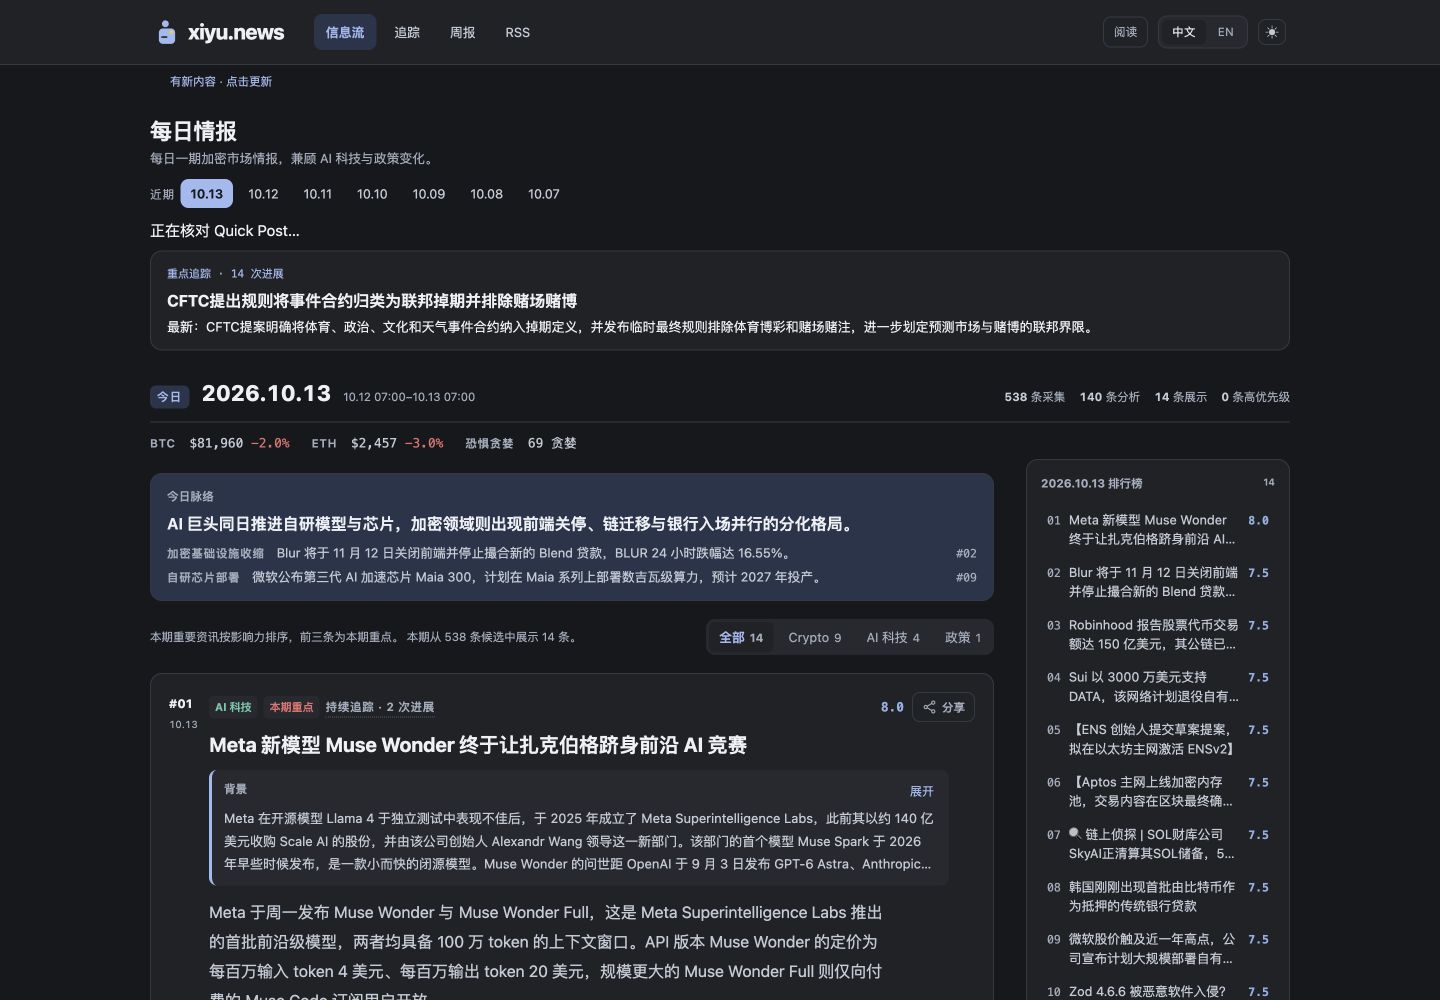 xiyu.news 信息流 追踪 周报 RSS 阅读 中文 EN
有新内容 · 点击更新
每日情报
每日一期加密市场情报，兼顾 AI 科技与政策变化。
近期 10.13 10.12 10.11 10.10 10.09 10.08 10.07
正在核对 Quick Post...
重点追踪 · 14 次进展
CFTC提出规则将事件合约归类为联邦掉期并排除赌场赌博
最新：CFTC提案明确将体育、政治、文化和天气事件合约纳入掉期定义，并发布临时最终规则排除体育博彩和赌场赌注，进一步划定预测市场与赌博的联邦界限。
今日 2026.10.13 10.12 07:00–10.13 07:00 538 条采集 140 条分析 14 条展示 0 条高优先级
BTC $81,960 −2.0% ETH $2,457 −3.0% 恐惧贪婪 69 贪婪
今日脉络
AI 巨头同日推进自研模型与芯片，加密领域则出现前端关停、链迁移与银行入场并行的分化格局。
加密基础设施收缩 Blur 将于 11 月 12 日关闭前端并停止撮合新的 Blend 贷款，BLUR 24 小时跌幅达 16.55%。 #02
自研芯片部署 微软公布第三代 AI 加速芯片 Maia 300，计划在 Maia 系列上部署数吉瓦级算力，预计 2027 年投产。 #09
本期重要资讯按影响力排序，前三条为本期重点。 本期从 538 条候选中展示 14 条。
全部 14 Crypto 9 AI 科技 4 政策 1
#01 AI 科技 本期重点 持续追踪 · 2 次进展 8.0 分享
10.13
Meta 新模型 Muse Wonder 终于让扎克伯格跻身前沿 AI 竞赛
背景 展开
Meta 在开源模型 Llama 4 于独立测试中表现不佳后，于 2025 年成立了 Meta Superintelligence Labs，此前其以约 140 亿
美元收购 Scale AI 的股份，并由该公司创始人 Alexandr Wang 领导这一新部门。该部门的首个模型 Muse Spark 于 2026
年早些时候发布，是一款小而快的闭源模型。Muse Wonder 的问世距 OpenAI 于 9 月 3 日发布 GPT-6 Astra、Anthropic…
Meta 于周一发布 Muse Wonder 与 Muse Wonder Full，这是 Meta Superintelligence Labs 推出
的首批前沿级模型，两者均具备 100 万 token 的上下文窗口。API 版本 Muse Wonder 的定价为
每百万输入 token 4 美元、每百万输出 token 20 美元，规模更大的 Muse Wonder Full 则仅向付
费的 Muse Code 订阅用户开放
2026.10.13 排行榜 14
01 Meta 新模型 Muse Wonder 8.0
终于让扎克伯格跻身前沿 AI…
02 Blur 将于 11 月 12 日关闭前端 7.5
并停止撮合新的 Blend 贷款…
03 Robinhood 报告股票代币交易 7.5
额达 150 亿美元，其公链已…
04 Sui 以 3000 万美元支持 7.5
DATA，该网络计划退役自有…
05 【ENS 创始人提交草案提案， 7.5
拟在以太坊主网激活 ENSv2】
06 【Aptos 主网上线加密内存 7.5
池，交易内容在区块最终确…
07 链上侦探 | SOL财库公司 7.5
SkyAI正清算其SOL储备，5…
08 韩国刚刚出现首批由比特币作 7.5
为抵押的传统银行贷款
09 微软股价触及近一年高点，公 7.5
司宣布计划大规模部署自有…
10 Zod 4.6.6 被恶意软件入侵？ 7.5